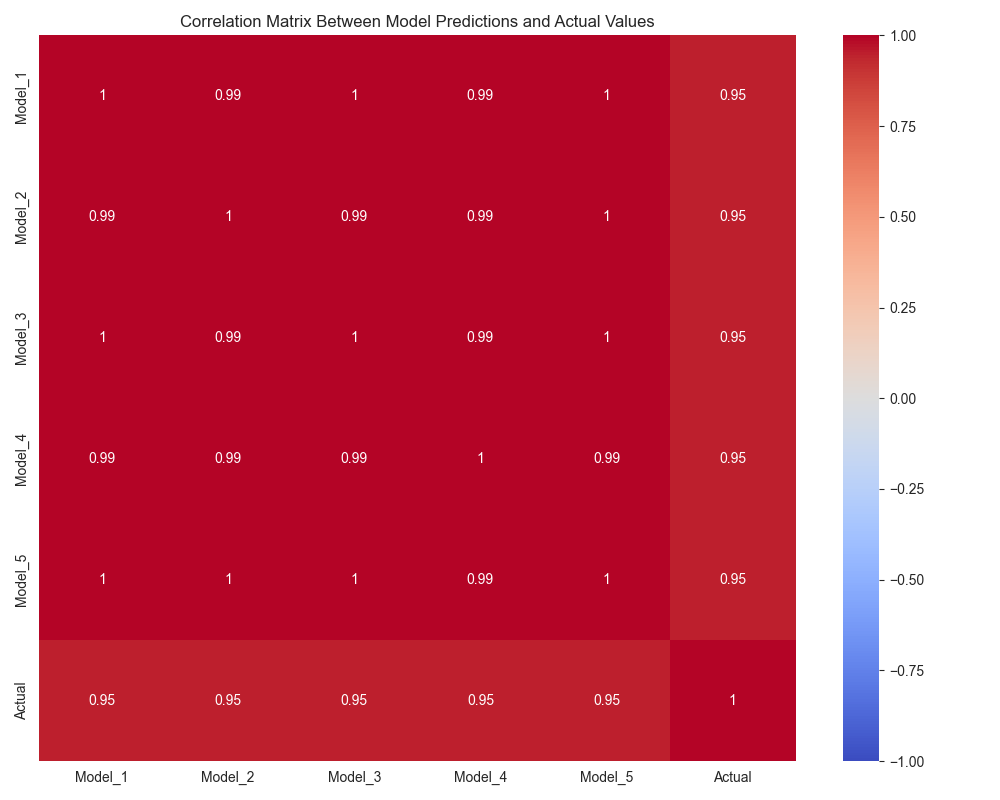 Correlation Matrix Between Model Predictions and Actual Values
Model_1 1 0.99 1 0.99 1 0.95
Model_2 0.99 1 0.99 0.99 1 0.95
Model_3 1 0.99 1 0.99 1 0.95
Model_4 0.99 0.99 0.99 1 0.99 0.95
Model_5 1 1 1 0.99 1 0.95
Actual 0.95 0.95 0.95 0.95 0.95 1
Model_1 Model_2 Model_3 Model_4 Model_5 Actual
1.00
0.75
0.50
0.25
0.00
−0.25
−0.50
−0.75
−1.00